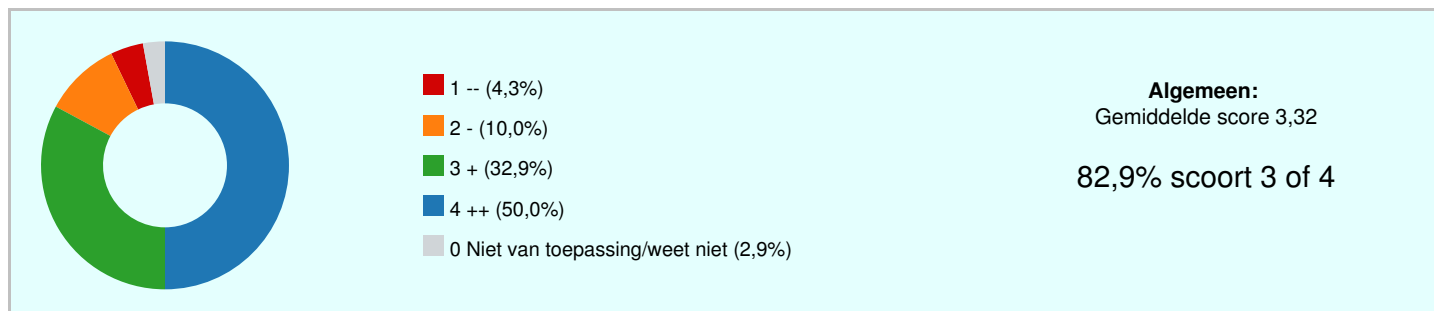 1 -- (4,3%)
2 - (10,0%)
3 + (32,9%)
4 ++ (50,0%)
0 Niet van toepassing/weet niet (2,9%)
Algemeen:
Gemiddelde score 3,32
82,9% scoort 3 of 4